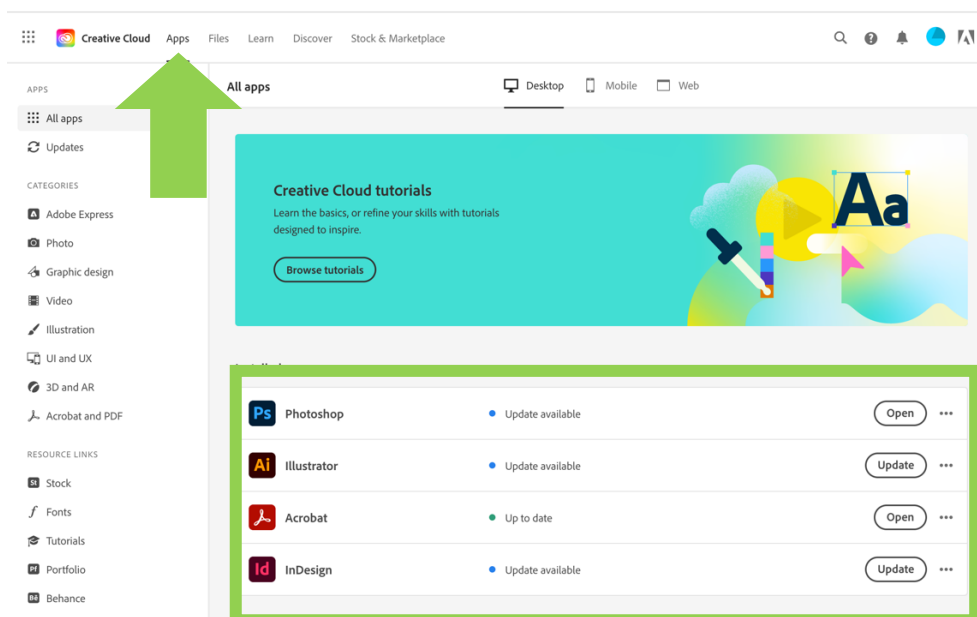 Creative Cloud Apps Files Learn Discover Stock & Marketplace
APPS
All apps
Updates
CATEGORIES
Adobe Express
Photo
Graphic design
Video
Illustration
UI and UX
3D and AR
Acrobat and PDF
RESOURCE LINKS
St Stock
Fonts
Tutorials
Pf Portfolio
Bē Behance
All apps
Desktop Mobile Web
Creative Cloud tutorials
Learn the basics, or refine your skills with tutorials
designed to inspire.
Browse tutorials
Aa
Ps Photoshop Update available Open
Ai Illustrator Update available Update
Acrobat Up to date Open
Id InDesign Update available Update